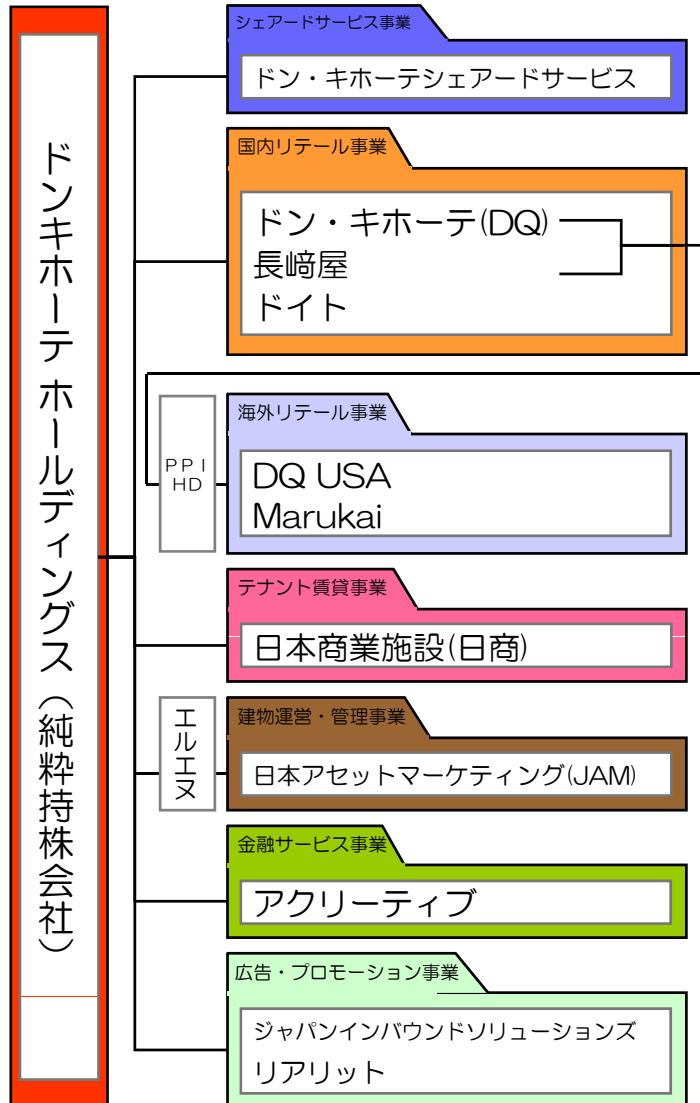 ドンキホーテ ホールディングス（純粋持株会社）
シェアードサービス事業
ドン・キホーテシェアードサービス
国内リテール事業
ドン・キホーテ(DQ)
長崎屋
ドイト
PPI
HD
海外リテール事業
DQ USA
Marukai
テナント賃貸事業
日本商業施設(日商)
エルエヌ
建物運営・管理事業
日本アセットマーケティング(JAM)
金融サービス事業
アクリーティブ
広告・プロモーション事業
ジャパンインバウンドソリューションズ
リアリット